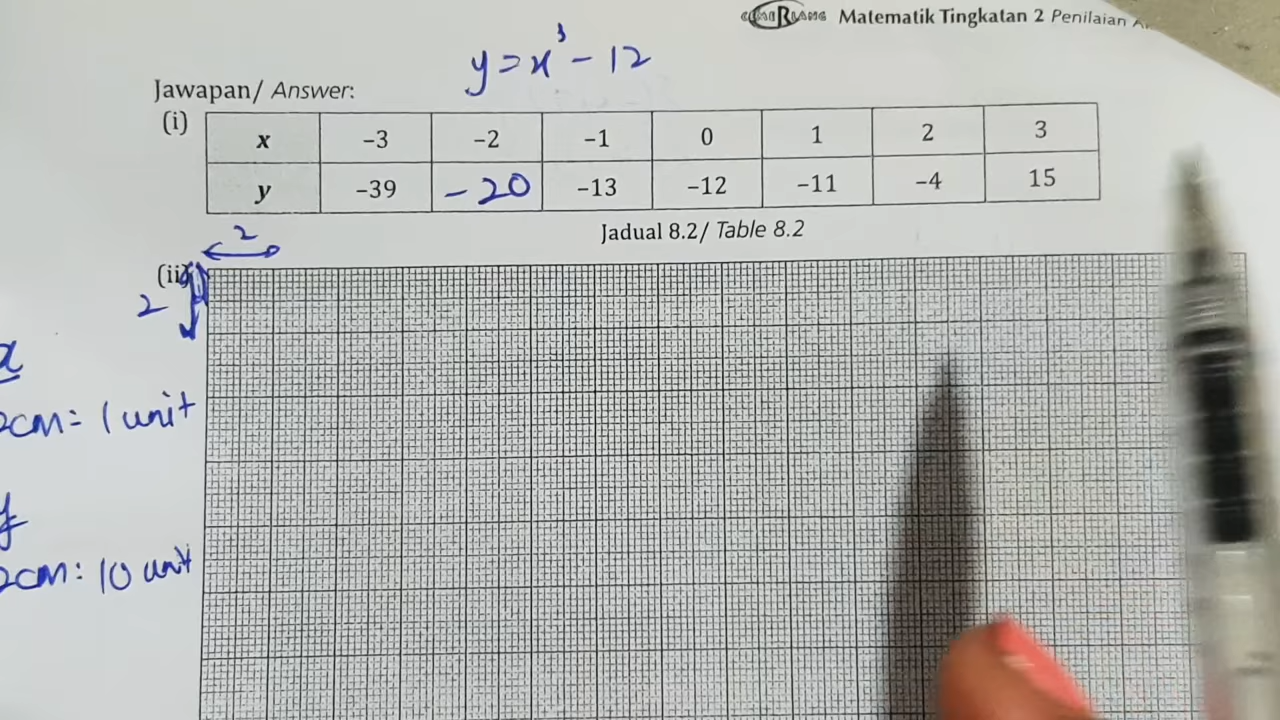 CEMERLANG Matematik Tingkatan 2 Penilaian
y = x³ - 12
Jawapan/ Answer:
(i)
x -3 -2 -1 0 1 2 3
y -39 -20 -13 -12 -11 -4 15
Jadual 8.2/ Table 8.2
2
(ii)
2
x
2cm = 1 unit
y
2cm : 10 unit